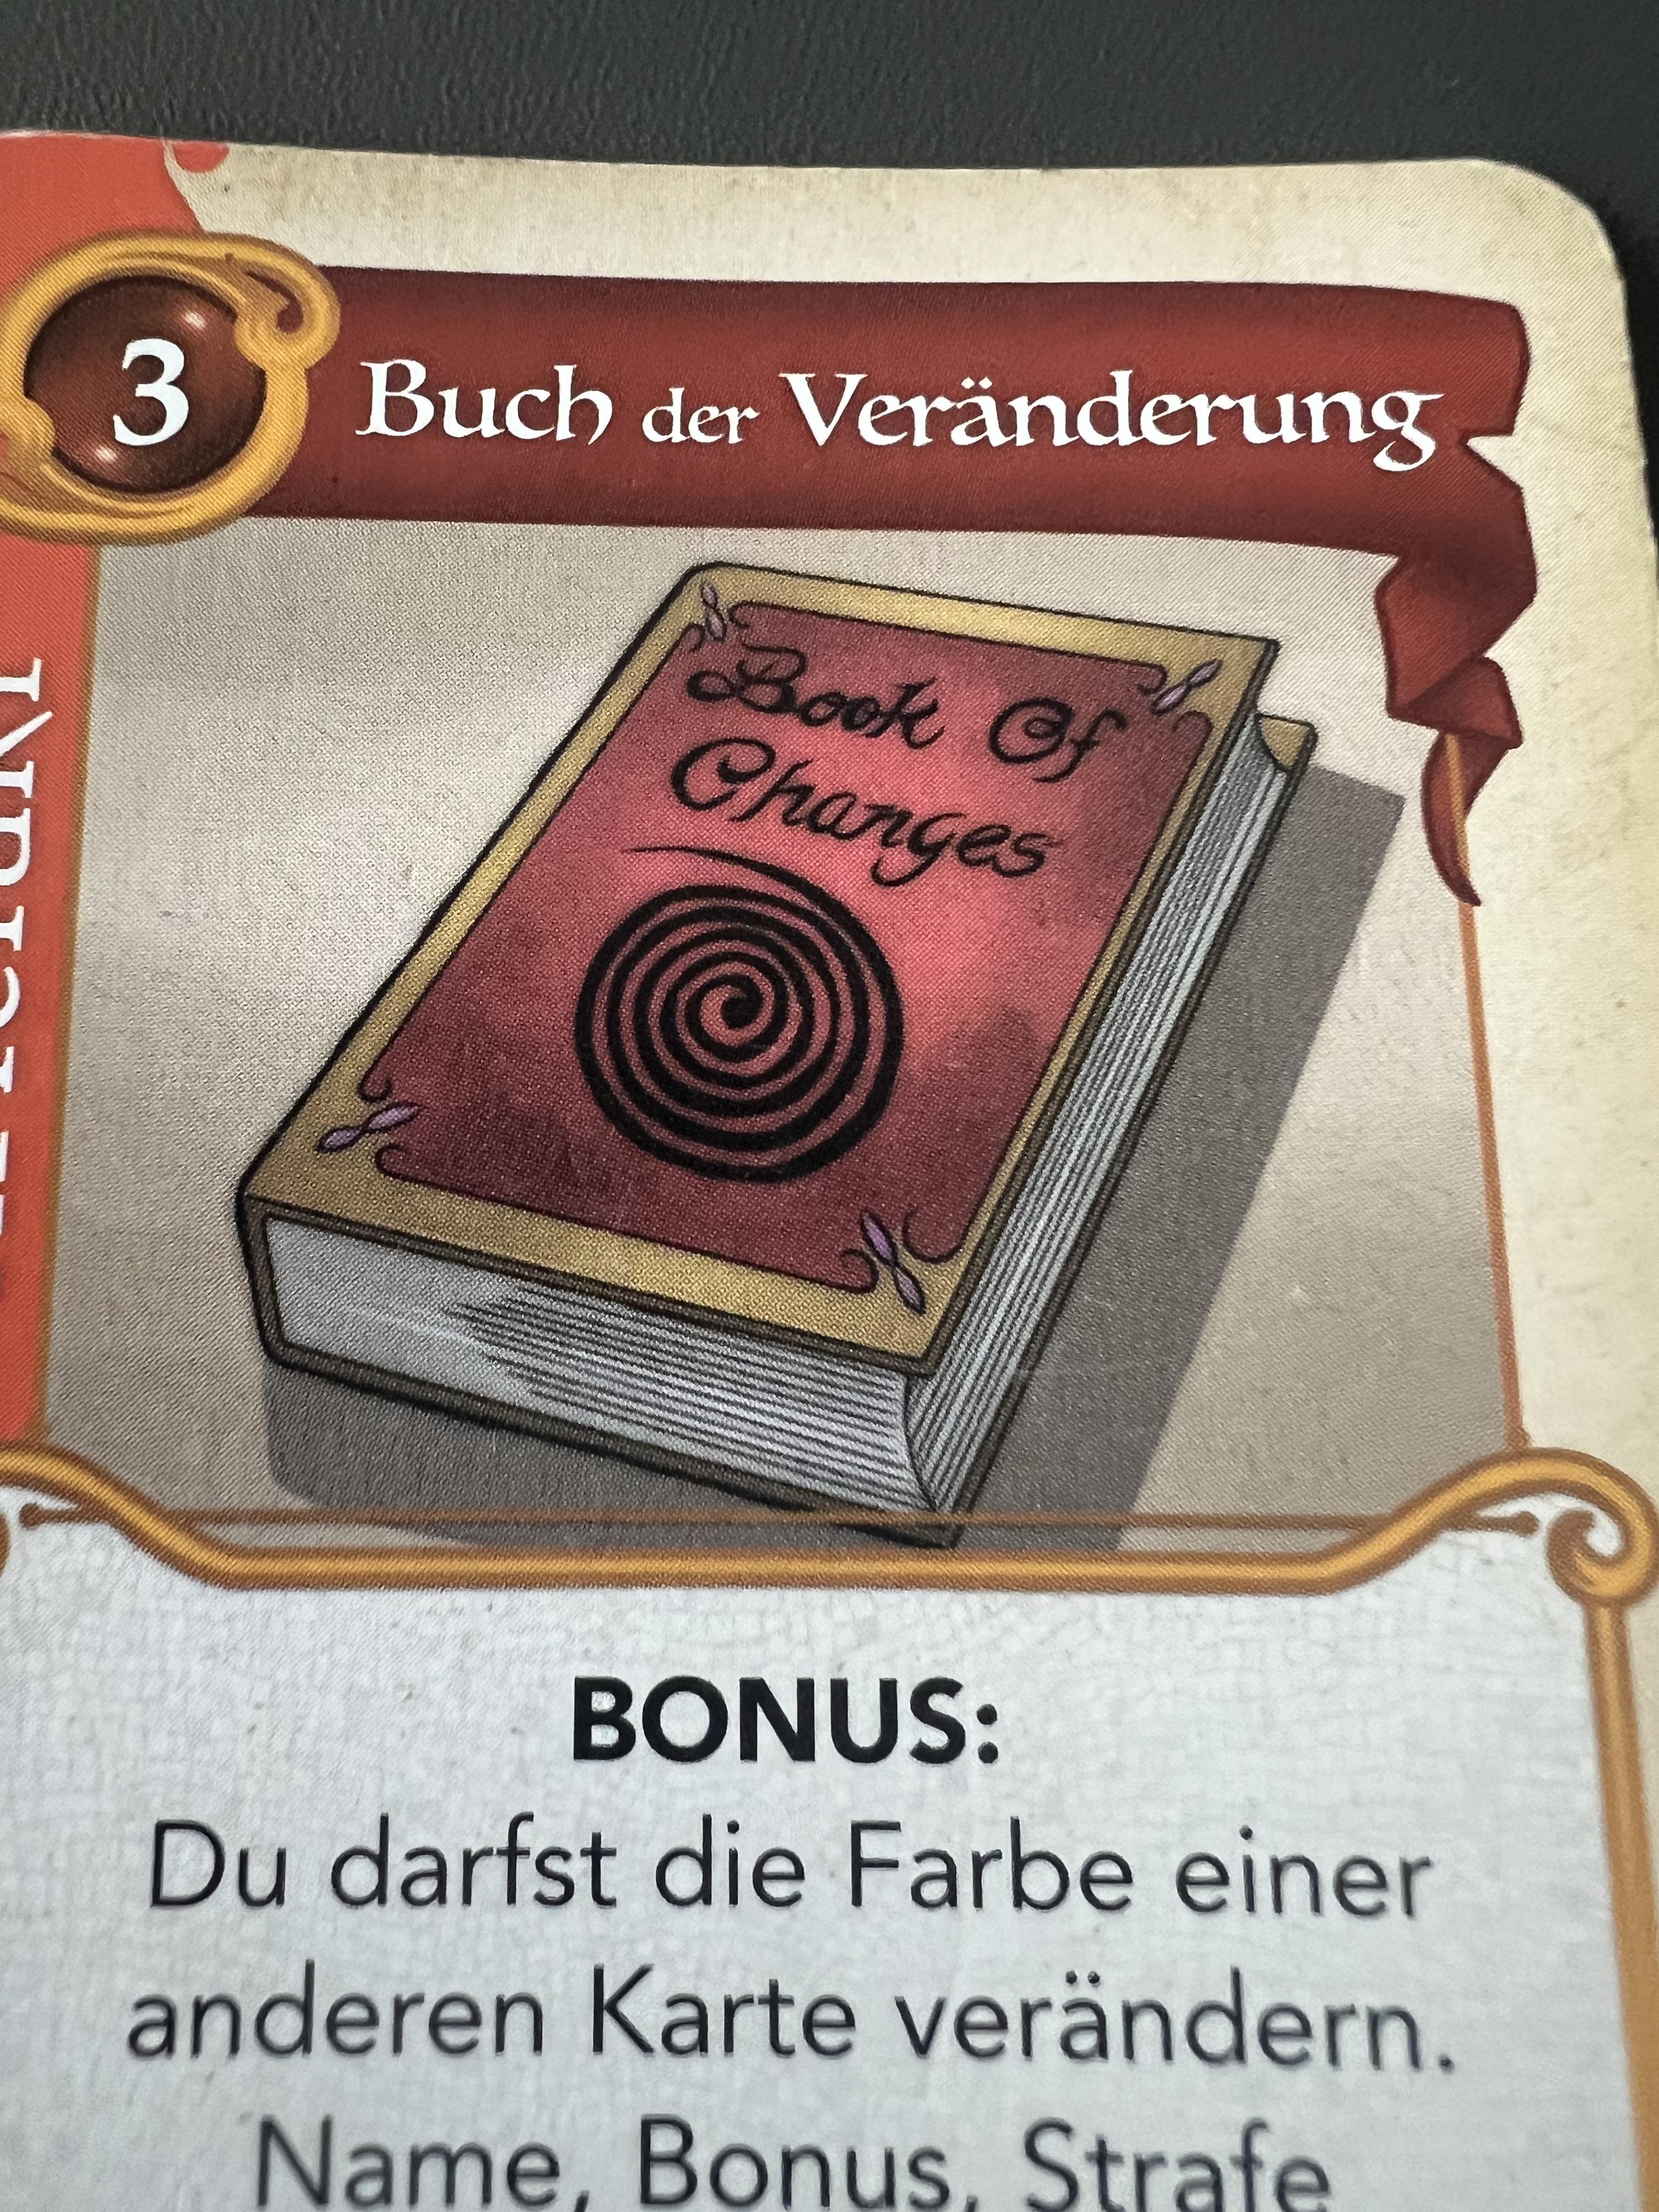 3
Buch der Veränderung
Book Of
Changes
BONUS:
Du darfst die Farbe einer
anderen Karte verändern.
Name, Bonus, Strafe